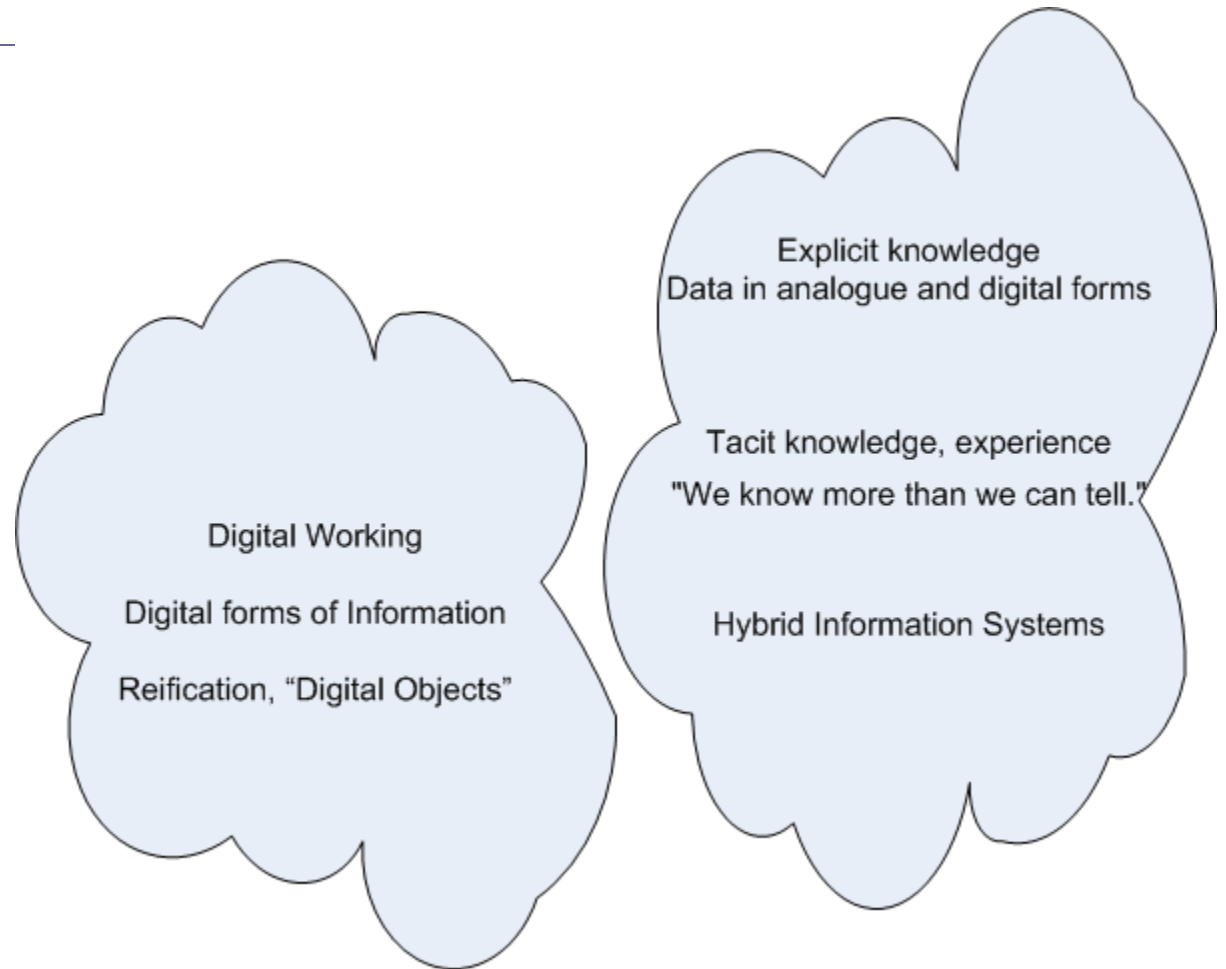 Digital Working
Digital forms of Information
Reification, “Digital Objects”
Explicit knowledge
Data in analogue and digital forms
Tacit knowledge, experience
"We know more than we can tell."
Hybrid Information Systems